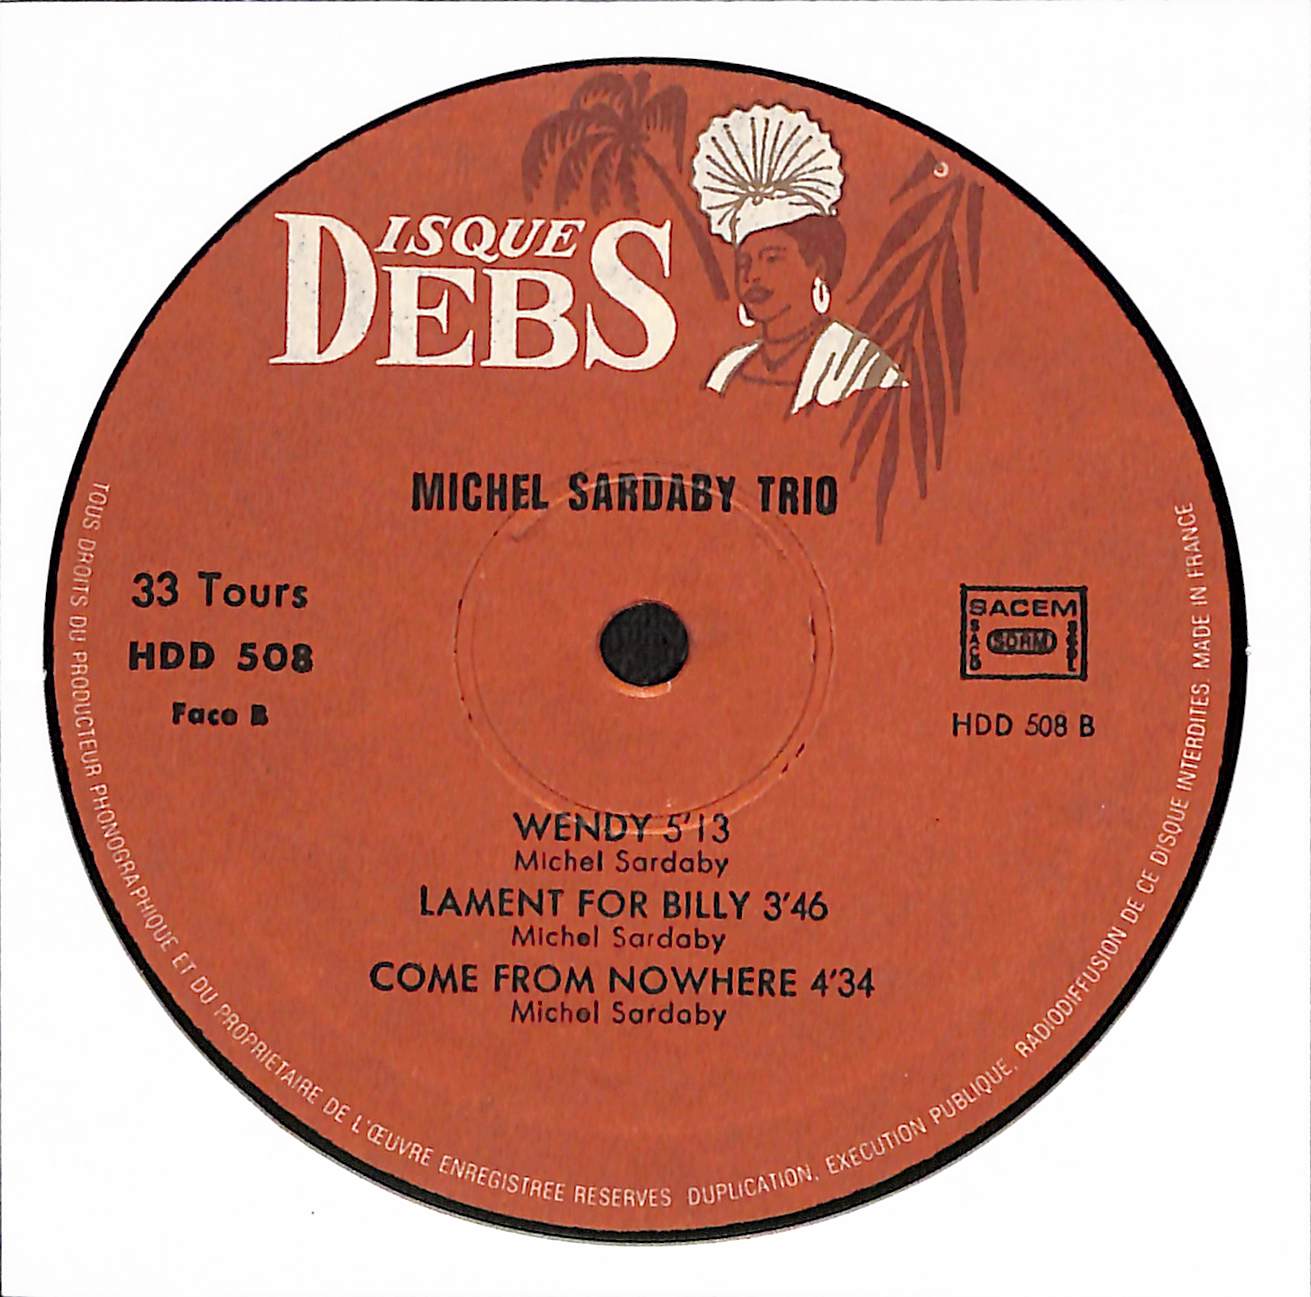 DISQUE
DEBS
MICHEL SARDABY TRIO
33 Tours
HDD 508
Face B
SACEM
SACD
SDRM
SGDL
HDD 508 B
WENDY 5'13
Michel Sardaby
LAMENT FOR BILLY 3'46
Michel Sardaby
COME FROM NOWHERE 4'34
Michel Sardaby
TOUS DROITS DU PRODUCTEUR PHONOGRAPHIQUE ET DU PROPRIETAIRE DE L'ŒUVRE ENREGISTREE RESERVES DUPLICATION, EXECUTION PUBLIQUE, RADIODIFFUSION DE CE DISQUE INTERDITES. MADE IN FRANCE